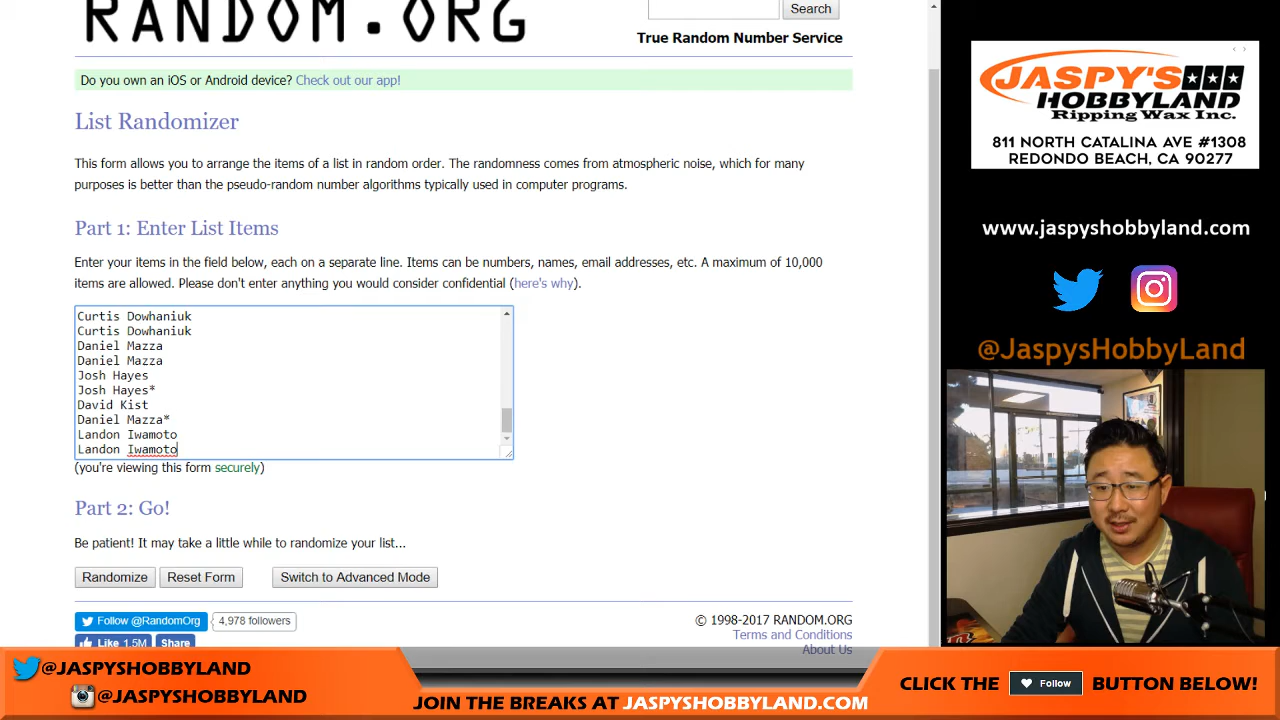 RANDOM.ORG
Search
True Random Number Service
Do you own an iOS or Android device? Check out our app!
List Randomizer
This form allows you to arrange the items of a list in random order. The randomness comes from atmospheric noise, which for many
purposes is better than the pseudo-random number algorithms typically used in computer programs.
Part 1: Enter List Items
Enter your items in the field below, each on a separate line. Items can be numbers, names, email addresses, etc. A maximum of 10,000
items are allowed. Please don't enter anything you would consider confidential (here's why).
Curtis Dowhaniuk
Curtis Dowhaniuk
Daniel Mazza
Daniel Mazza
Josh Hayes
Josh Hayes*
David Kist
Daniel Mazza*
Landon Iwamoto
Landon Iwamoto
(you're viewing this form securely)
Part 2: Go!
Be patient! It may take a little while to randomize your list...
Randomize
Reset Form
Switch to Advanced Mode
Follow @RandomOrg
4,978 followers
Like 1.5M
Share
© 1998-2017 RANDOM.ORG
Terms and Conditions
About Us
JASPY'S
HOBBYLAND
Ripping Wax Inc.
811 NORTH CATALINA AVE #1308
REDONDO BEACH, CA 90277
www.jaspyshobbyland.com
@JaspysHobbyLand
@JASPYSHOBBYLAND
@JASPYSHOBBYLAND
JOIN THE BREAKS AT JASPYSHOBBYLAND.COM
CLICK THE Follow BUTTON BELOW!